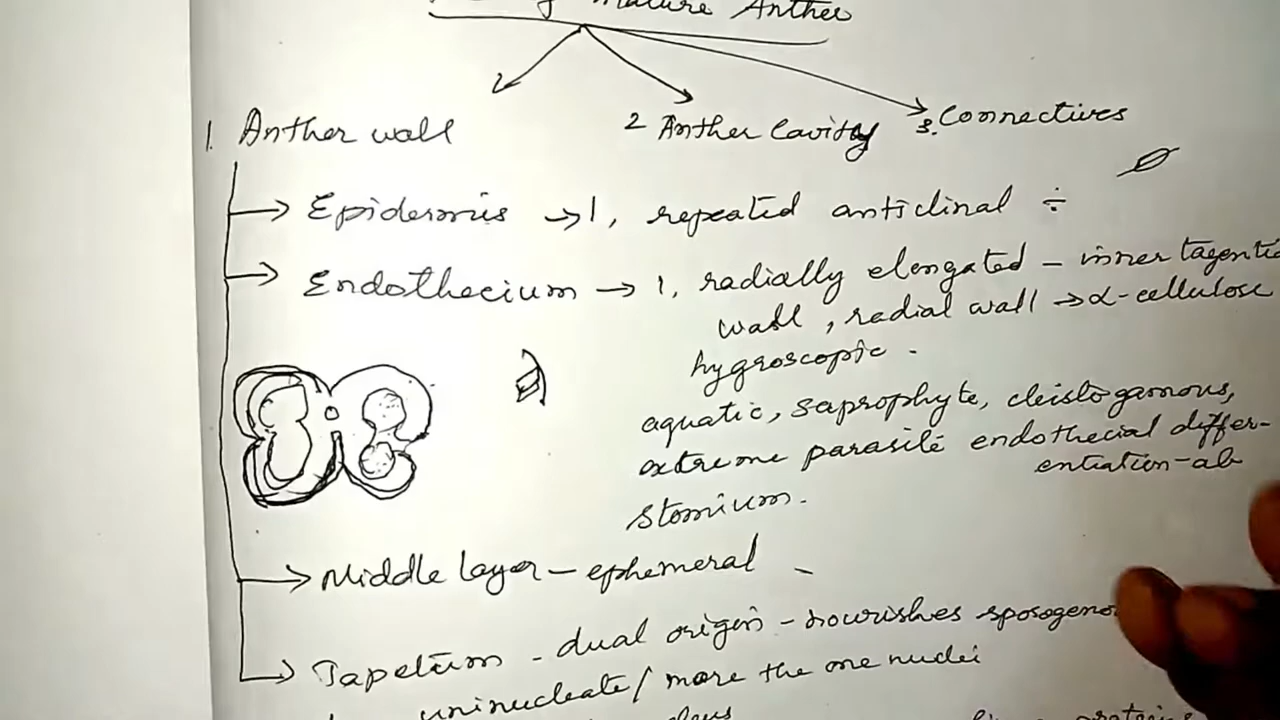 Mature Anther
1. Anther wall
2 Anther Cavity
3. Connectives
→ Epidermis → 1, repeated anticlinal ÷
→ Endothecium → 1, radially elongated – inner tagentia
wall, radial wall → α-cellulose
hygroscopic.
aquatic, saprophyte, cleistogamous,
extreme parasite endothecial differ-
entiation-ab
stomium.
→ Middle layer – ephemeral –
→ Tapetum - dual origin – nourishes sporogeno
uninucleate/ more the one nuclei